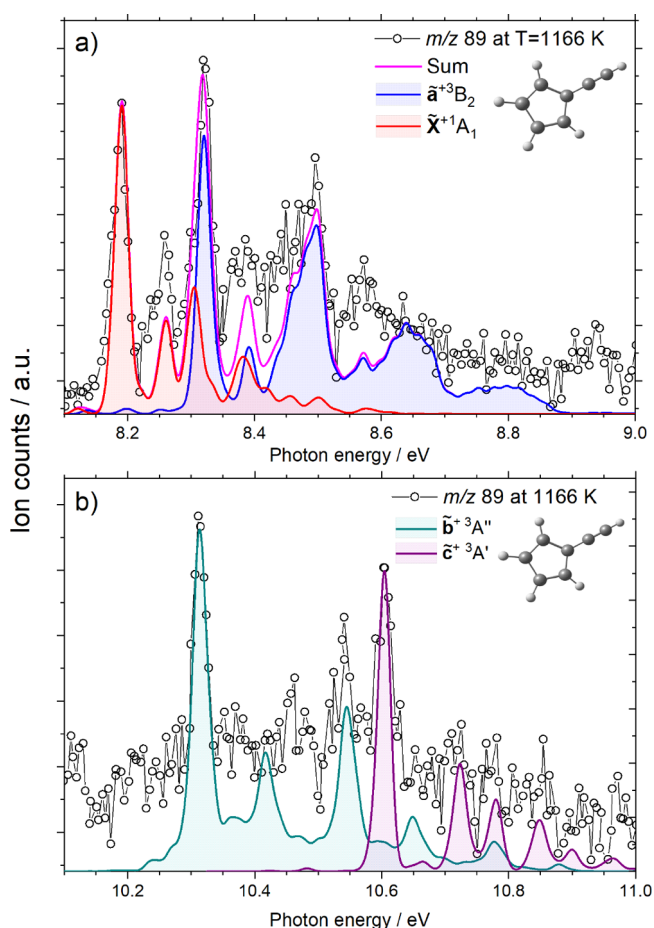 Ion counts / a.u.
a)
m/z 89 at T=1166 K
Sum
ã⁺³B₂
X̃⁺¹A₁
8.2 8.4 8.6 8.8 9.0
Photon energy / eV
b)
m/z 89 at 1166 K
b̃⁺ ³A''
c̃⁺ ³A'
10.2 10.4 10.6 10.8 11.0
Photon energy / eV